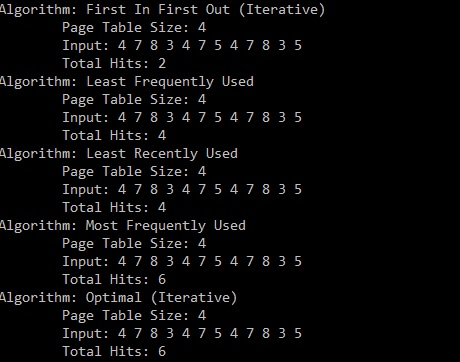 Algorithm: First In First Out (Iterative)
Page Table Size: 4
Input: 4 7 8 3 4 7 5 4 7 8 3 5
Total Hits: 2
Algorithm: Least Frequently Used
Page Table Size: 4
Input: 4 7 8 3 4 7 5 4 7 8 3 5
Total Hits: 4
Algorithm: Least Recently Used
Page Table Size: 4
Input: 4 7 8 3 4 7 5 4 7 8 3 5
Total Hits: 4
Algorithm: Most Frequently Used
Page Table Size: 4
Input: 4 7 8 3 4 7 5 4 7 8 3 5
Total Hits: 6
Algorithm: Optimal (Iterative)
Page Table Size: 4
Input: 4 7 8 3 4 7 5 4 7 8 3 5
Total Hits: 6